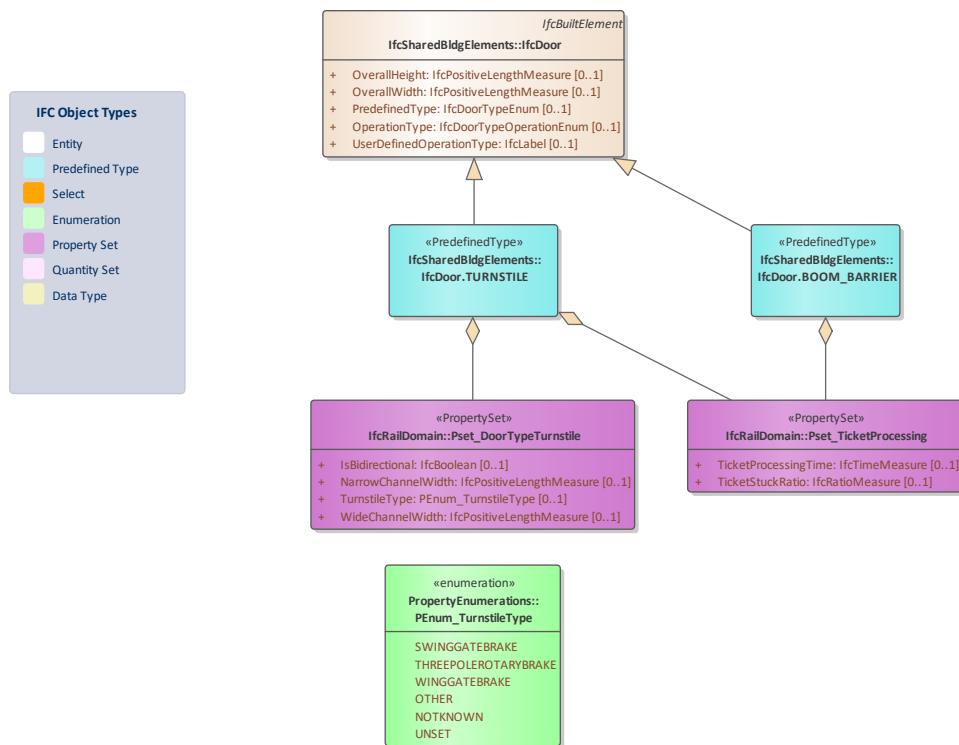 IfcBuiltElement
IfcSharedBldgElements::IfcDoor
+ OverallHeight: IfcPositiveLengthMeasure [0..1]
+ OverallWidth: IfcPositiveLengthMeasure [0..1]
+ PredefinedType: IfcDoorTypeEnum [0..1]
+ OperationType: IfcDoorTypeOperationEnum [0..1]
+ UserDefinedOperationType: IfcLabel [0..1]
IFC Object Types
Entity
Predefined Type
Select
Enumeration
Property Set
Quantity Set
Data Type
«PredefinedType»
IfcSharedBldgElements::
IfcDoor.TURNSTILE
«PredefinedType»
IfcSharedBldgElements::
IfcDoor.BOOM_BARRIER
«PropertySet»
IfcRailDomain::Pset_DoorTypeTurnstile
+ IsBidirectional: IfcBoolean [0..1]
+ NarrowChannelWidth: IfcPositiveLengthMeasure [0..1]
+ TurnstileType: PEnum_TurnstileType [0..1]
+ WideChannelWidth: IfcPositiveLengthMeasure [0..1]
«PropertySet»
IfcRailDomain::Pset_TicketProcessing
+ TicketProcessingTime: IfcTimeMeasure [0..1]
+ TicketStuckRatio: IfcRatioMeasure [0..1]
«enumeration»
PropertyEnumerations::
PEnum_TurnstileType
SWINGGATEBRAKE
THREEPOLEROTARYBRAKE
WINGGATEBRAKE
OTHER
NOTKNOWN
UNSET